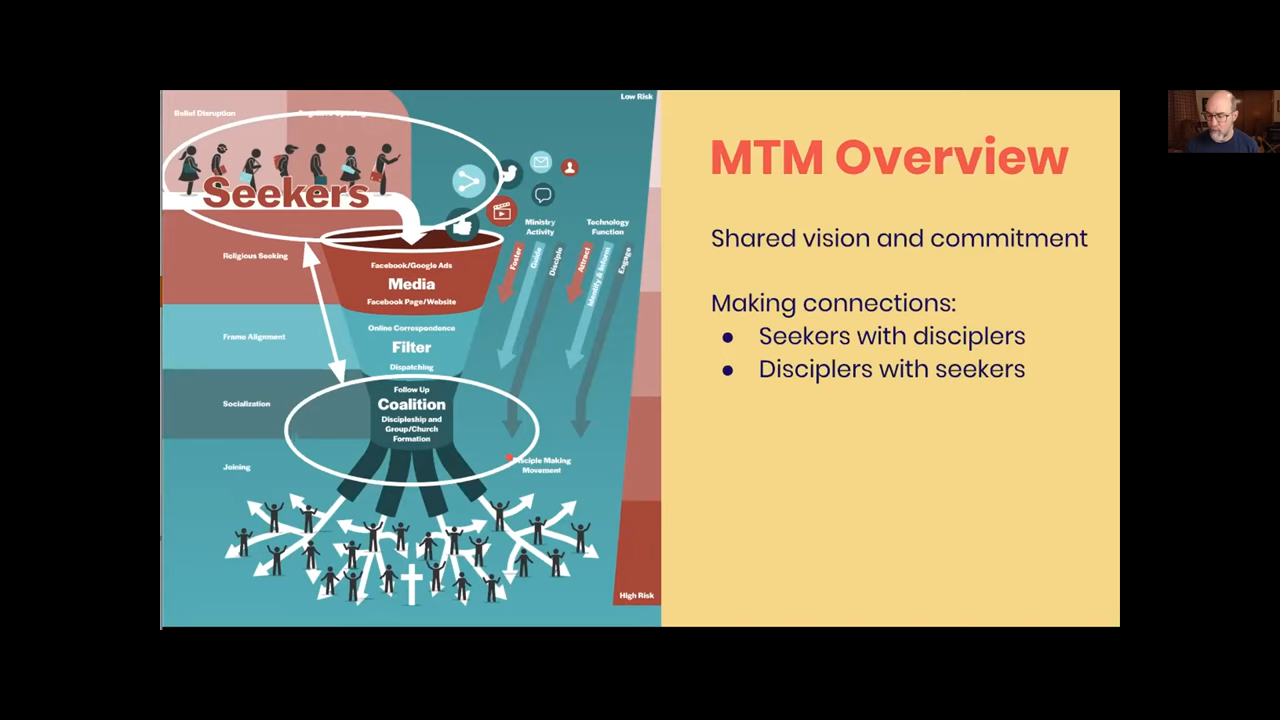 Belief Disruption
Low Risk
Seekers
Ministry
Activity
Technology
Function
Foster
Guide
Disciple
Attract
Identify & Inform
Engage
Religious Seeking
Facebook/Google Ads
Media
Facebook Page/Website
Online Correspondence
Frame Alignment
Filter
Dispatching
Follow Up
Socialization
Coalition
Discipleship and
Group/Church
Formation
Joining
Disciple Making
Movement
High Risk
MTM Overview
Shared vision and commitment
Making connections:
● Seekers with disciplers
● Disciplers with seekers